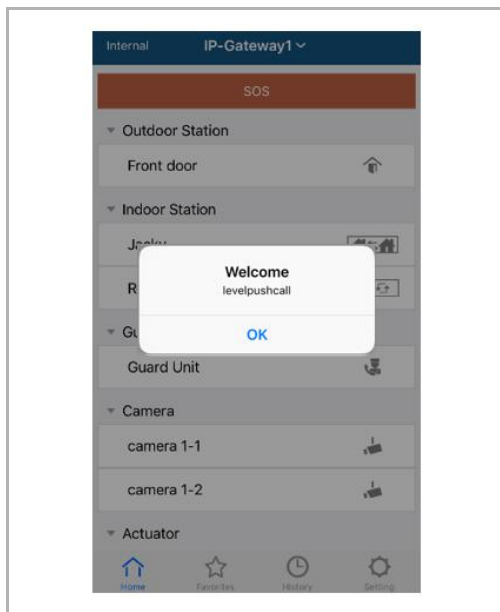 Internal IP-Gateway1
SOS
Outdoor Station
Front door
Indoor Station
Welcome
levelpushcall
OK
Guard Unit
Camera
camera 1-1
camera 1-2
Actuator
Home Favorites History Setting